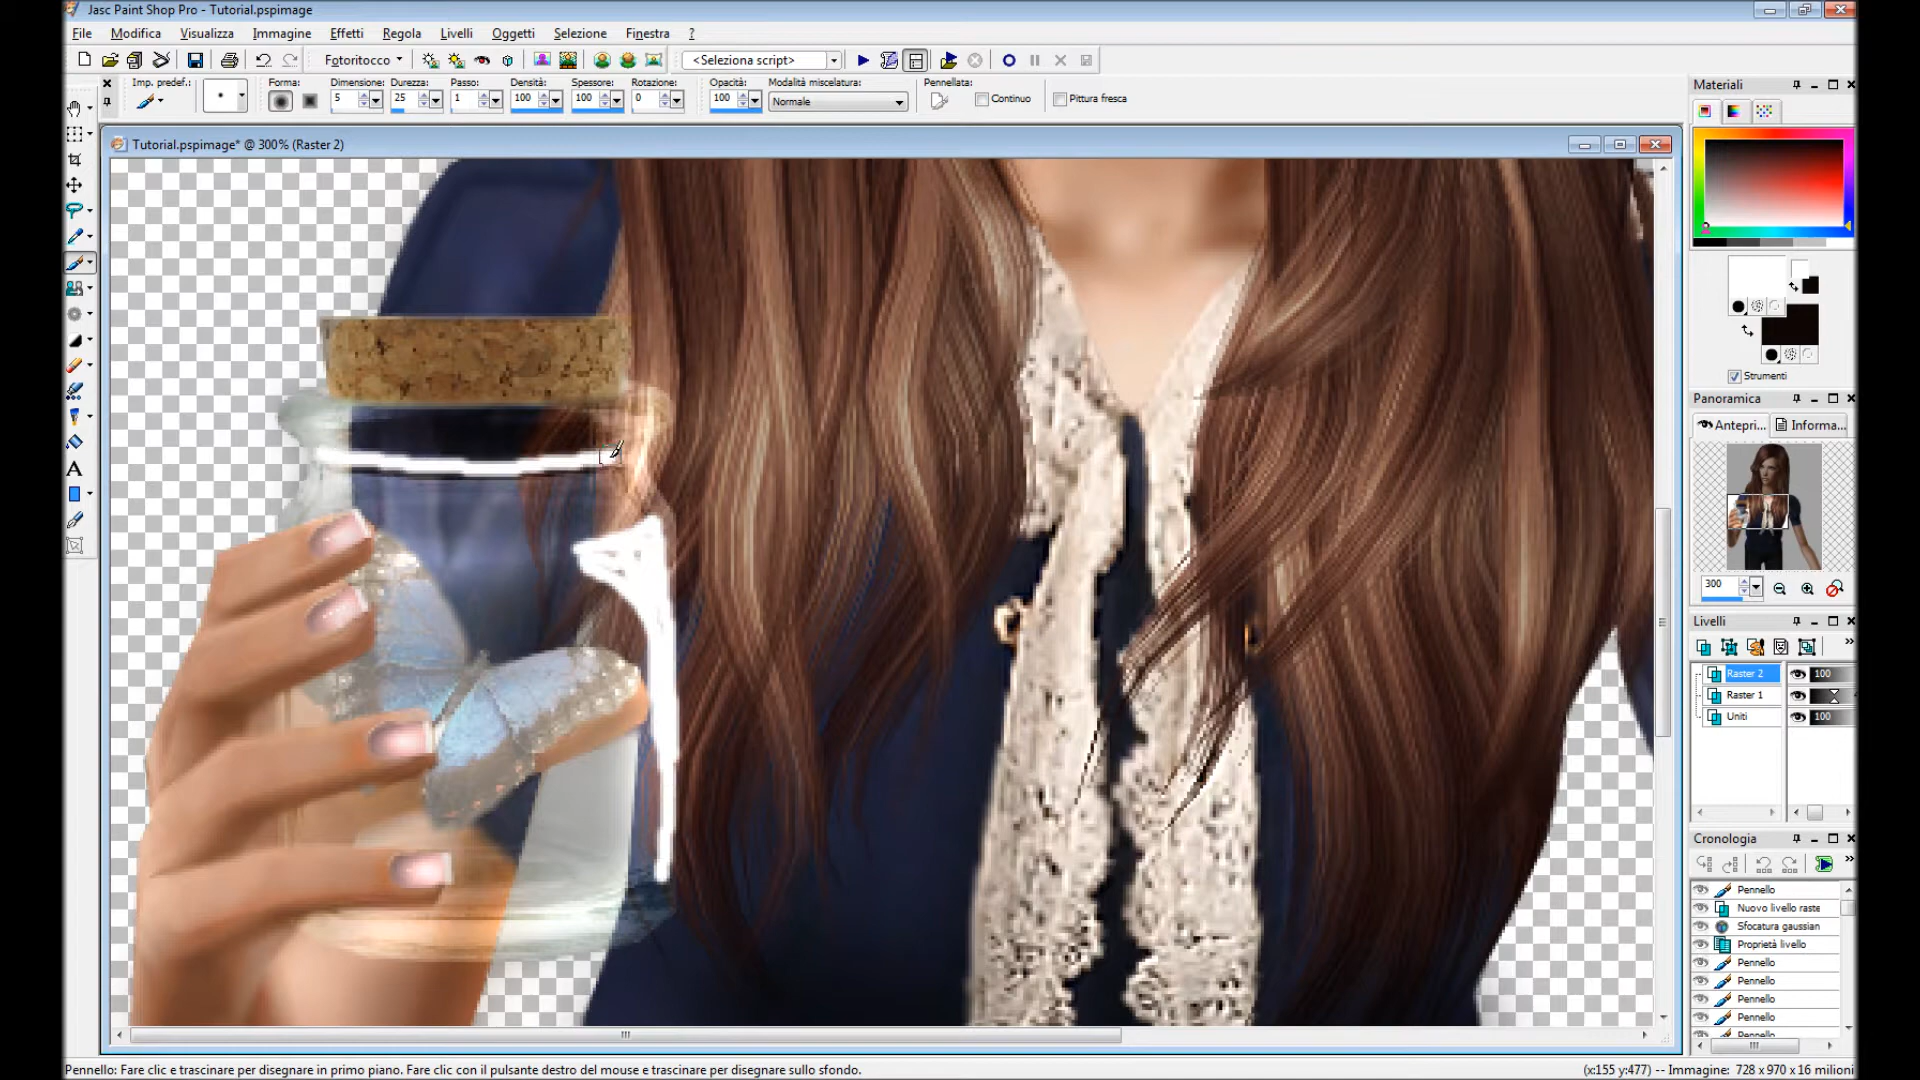 Jasc Paint Shop Pro - Tutorial.pspimage
File Modifica Visualizza Immagine Effetti Regola Livelli Oggetti Selezione Finestra ?
Fotoritocco <Seleziona script>
Imp. predef.: Forma: Dimensione: Durezza: Passo: Densità: Spessore: Rotazione: Opacità: Modalità miscelatura: Pennellata:
5 25 1 100 100 0 100 Normale Continuo Pittura fresca
Tutorial.pspimage* @ 300% (Raster 2)
Materiali
Strumenti
Panoramica
Antepri... Informa...
300
Livelli
Raster 2 100
Raster 1
Uniti 100
Cronologia
Pennello
Nuovo livello raste
Sfocatura gaussian
Proprietà livello
Pennello
Pennello
Pennello
Pennello
Pennello
Pennello: Fare clic e trascinare per disegnare in primo piano. Fare clic con il pulsante destro del mouse e trascinare per disegnare sullo sfondo.
(x:155 y:477) -- Immagine: 728 x 970 x 16 milioni